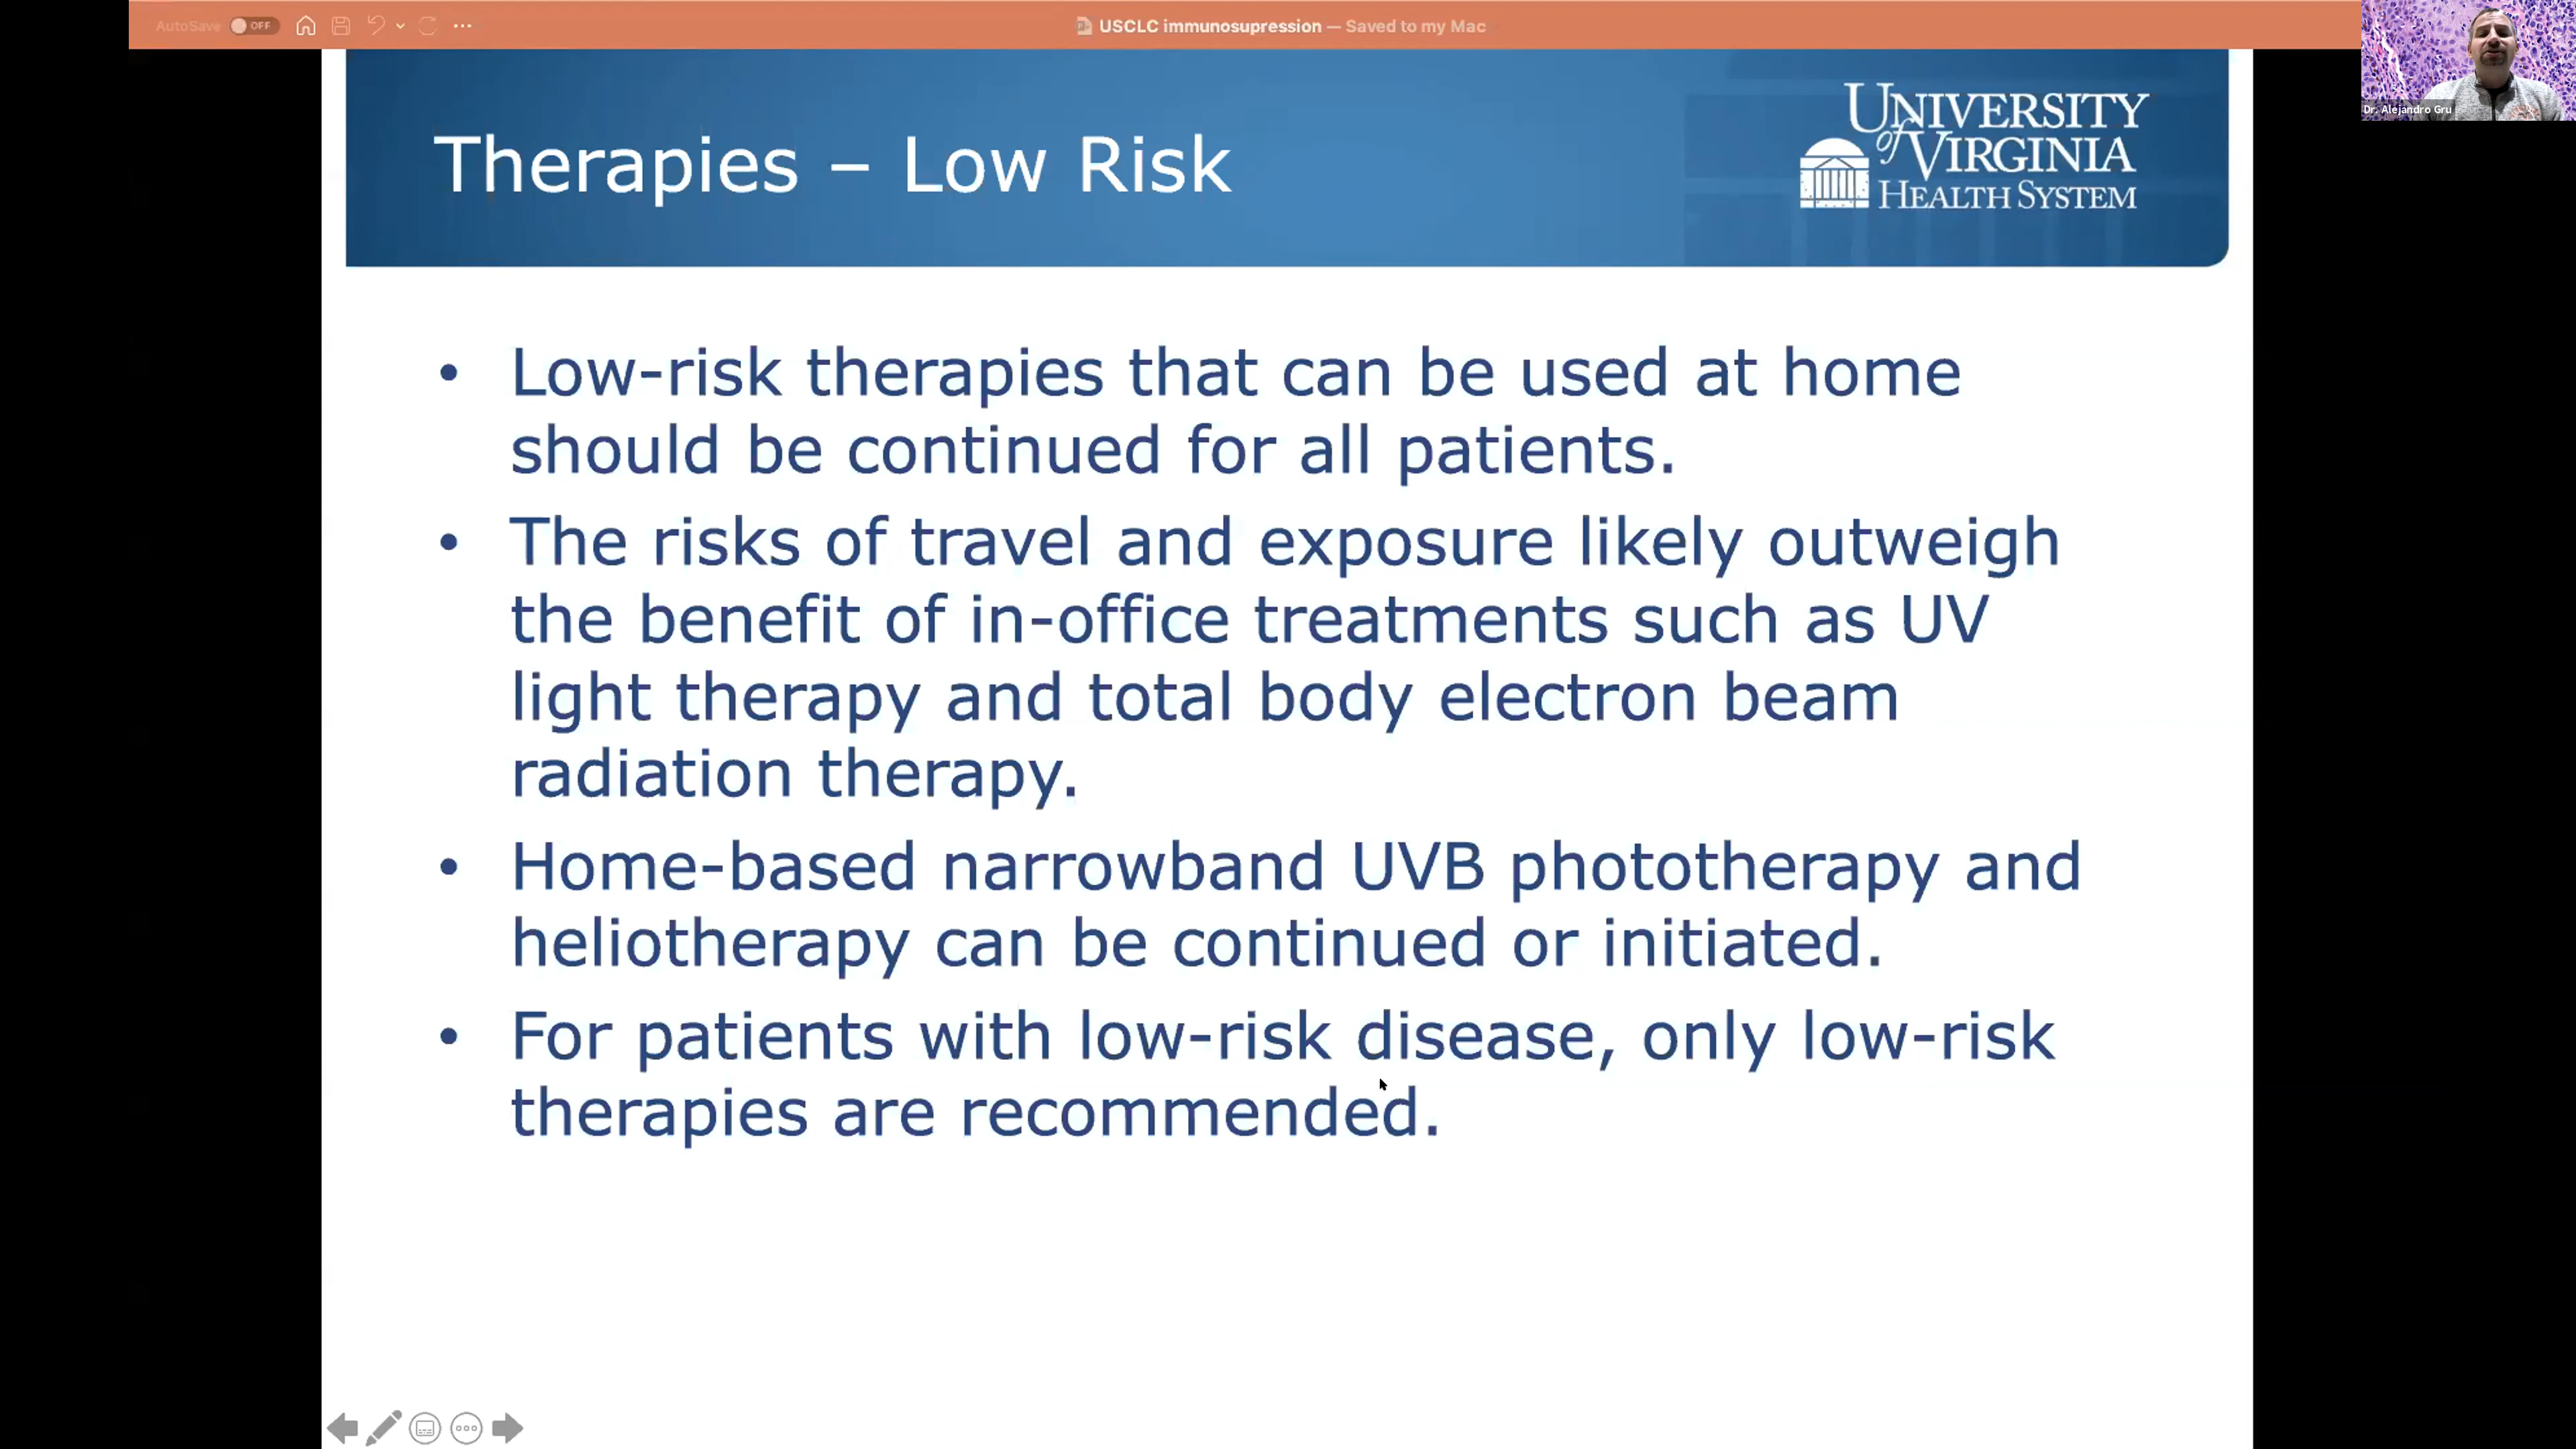 AutoSave OFF
USCLC immunosupression — Saved to my Mac
Dr. Alejandro Gru
Therapies – Low Risk
UNIVERSITY
of VIRGINIA
HEALTH SYSTEM
• Low-risk therapies that can be used at home
should be continued for all patients.
• The risks of travel and exposure likely outweigh
the benefit of in-office treatments such as UV
light therapy and total body electron beam
radiation therapy.
• Home-based narrowband UVB phototherapy and
heliotherapy can be continued or initiated.
• For patients with low-risk disease, only low-risk
therapies are recommended.